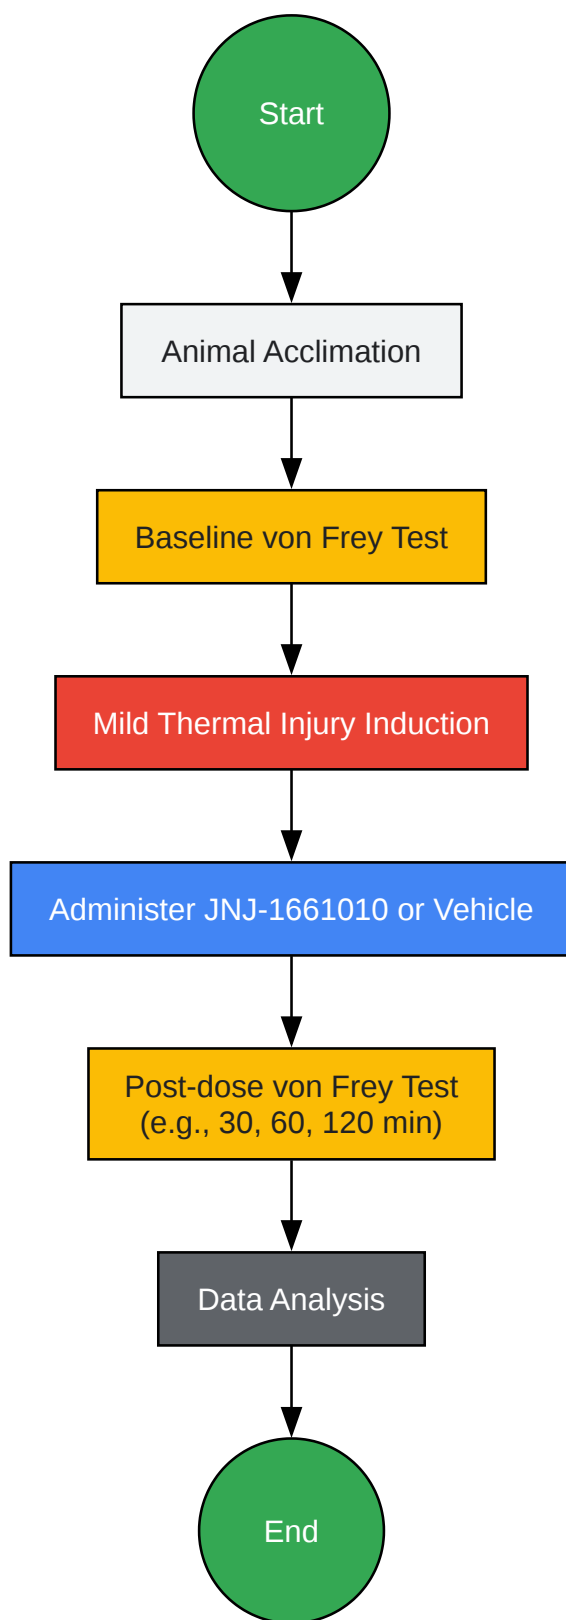 Start
Animal Acclimation
Baseline von Frey Test
Mild Thermal Injury Induction
Administer JNJ-1661010 or Vehicle
Post-dose von Frey Test
(e.g., 30, 60, 120 min)
Data Analysis
End